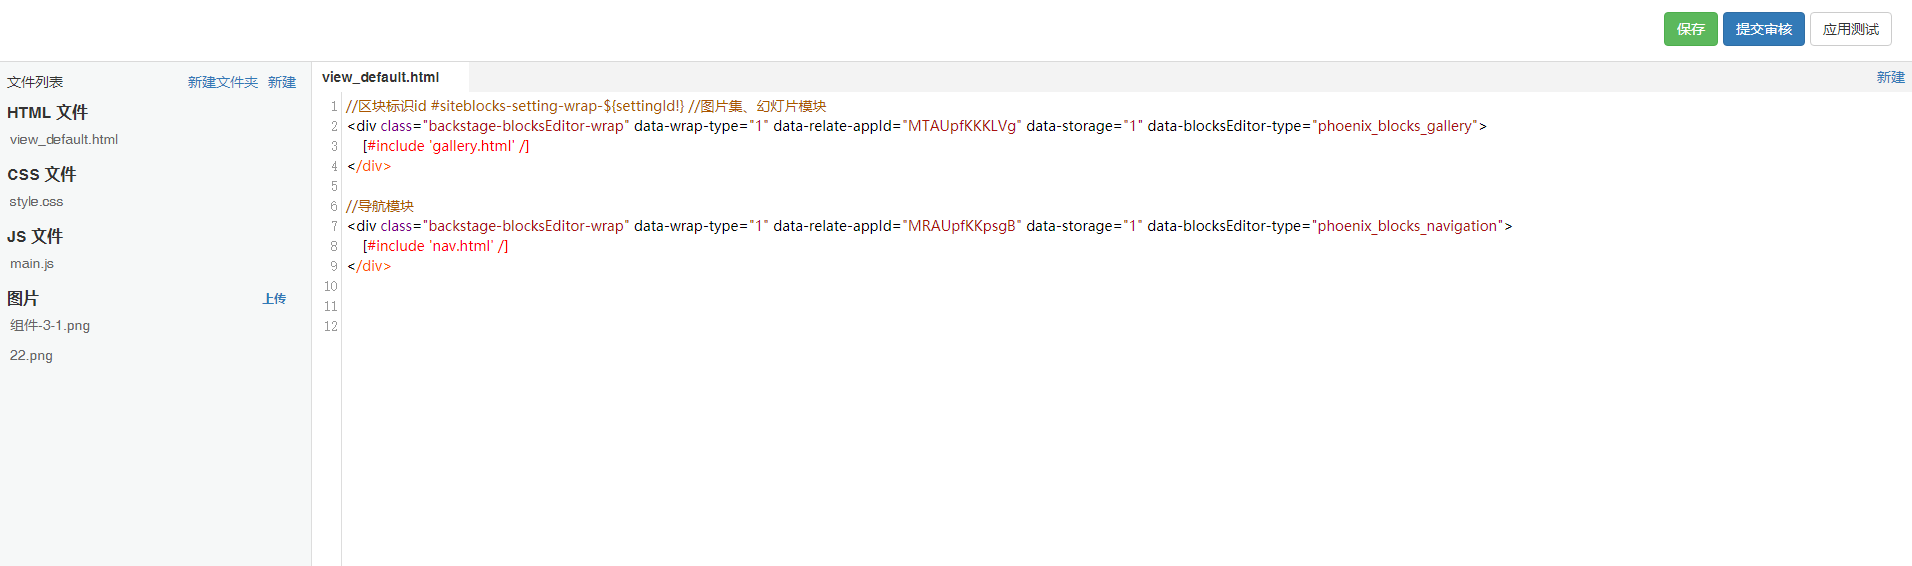 保存 提交审核 应用测试
文件列表 新建文件夹 新建
HTML 文件
view_default.html
CSS 文件
style.css
JS 文件
main.js
图片 上传
组件-3-1.png
22.png
view_default.html 新建
1 //区块标识id #siteblocks-setting-wrap-${settingId!} //图片集、幻灯片模块
2 <div class="backstage-blocksEditor-wrap" data-wrap-type="1" data-relate-appId="MTAUpfKKKLVg" data-storage="1" data-blocksEditor-type="phoenix_blocks_gallery">
3 [#include 'gallery.html' /]
4 </div>
5
6 //导航模块
7 <div class="backstage-blocksEditor-wrap" data-wrap-type="1" data-relate-appId="MRAUpfKKpsgB" data-storage="1" data-blocksEditor-type="phoenix_blocks_navigation">
8 [#include 'nav.html' /]
9 </div>
10
11
12